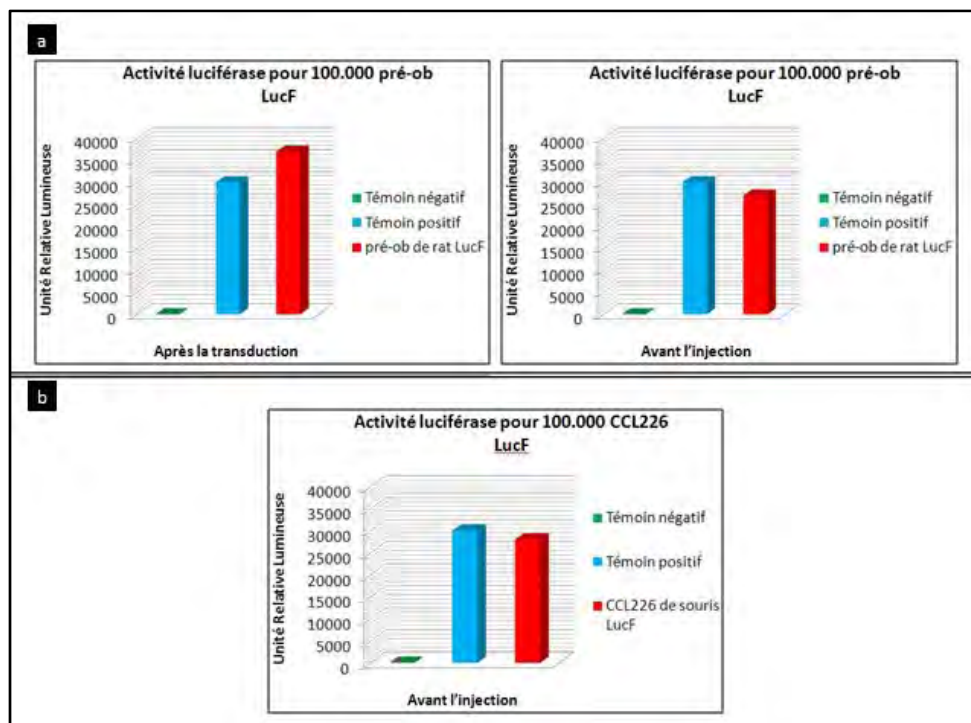 a
Activité luciférase pour 100.000 pré-ob
LucF
Unité Relative Lumineuse
40000
35000
30000
25000
20000
15000
10000
5000
0
Témoin négatif
Témoin positif
pré-ob de rat LucF
Après la transduction
Activité luciférase pour 100.000 pré-ob
LucF
Unité Relative Lumineuse
40000
35000
30000
25000
20000
15000
10000
5000
0
Témoin négatif
Témoin positif
pré-ob de rat LucF
Avant l'injection
b
Activité luciférase pour 100.000 CCL226
LucF
Unité Relative Lumineuse
40000
35000
30000
25000
20000
15000
10000
5000
0
Témoin négatif
Témoin positif
CCL226 de souris
LucF
Avant l'injection